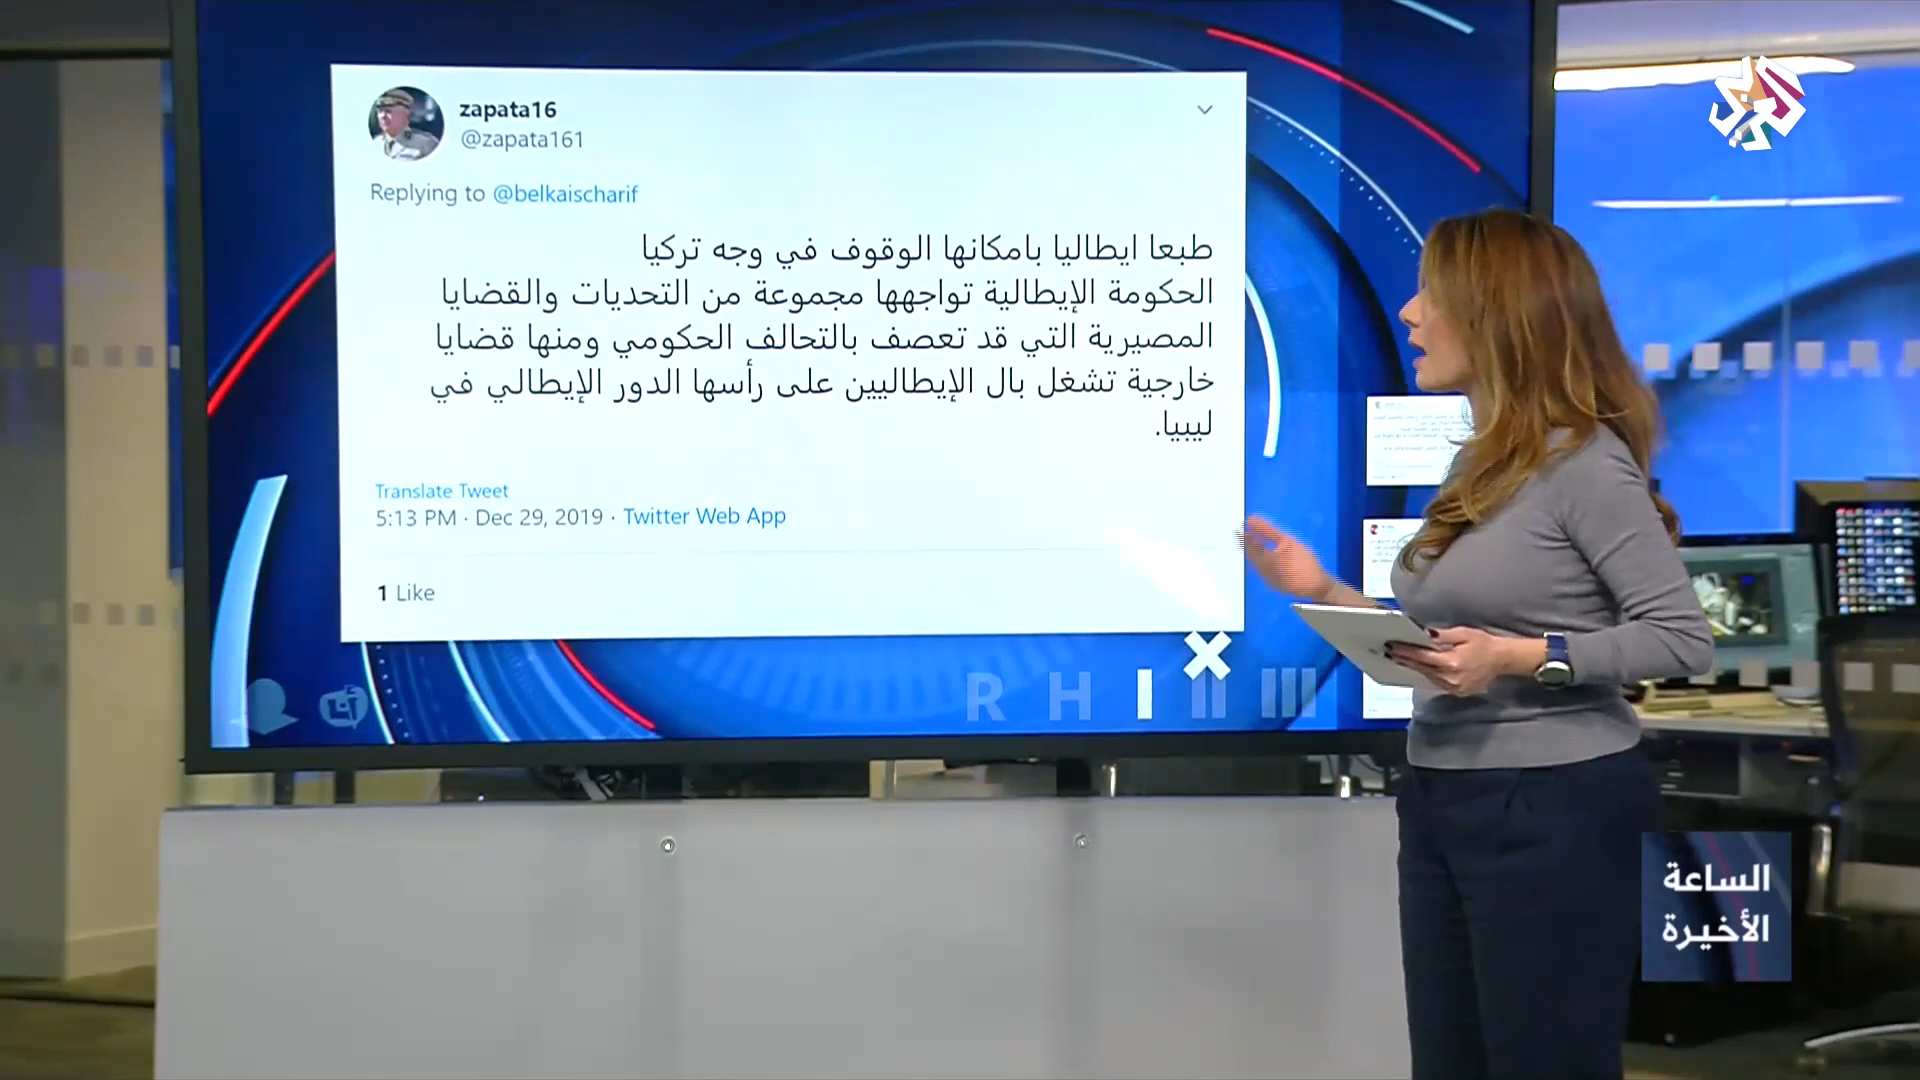 zapata16
@zapata161
Replying to @belkaischarif
طبعا ايطاليا بامكانها الوقوف في وجه تركيا
الحكومة الإيطالية تواجهها مجموعة من التحديات والقضايا
المصيرية التي قد تعصف بالتحالف الحكومي ومنها قضايا
خارجية تشغل بال الإيطاليين على رأسها الدور الإيطالي في
ليبيا.
Translate Tweet
5:13 PM · Dec 29, 2019 · Twitter Web App
1 Like
R H I II III
الساعة
الأخيرة